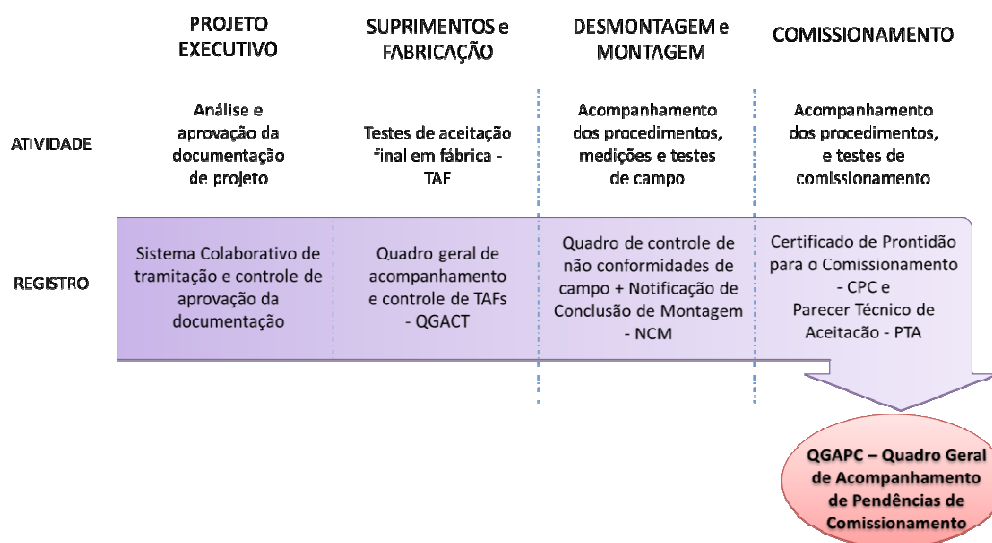 PROJETO
EXECUTIVO
SUPRIMENTOS e
FABRICAÇÃO
DESMONTAGEM e
MONTAGEM
COMISSIONAMENTO
ATIVIDADE
Análise e
aprovação da
documentação
de projeto
Testes de aceitação
final em fábrica -
TAF
Acompanhamento
dos procedimentos,
medições e testes
de campo
Acompanhamento
dos procedimentos,
e testes de
comissionamento
REGISTRO
Sistema Colaborativo de
tramitação e controle de
aprovação da
documentação
Quadro geral de
acompanhamento
e controle de TAFs
- QGACT
Quadro de controle de
não conformidades de
campo + Notificação de
Conclusão de Montagem
- NCM
Certificado de Prontidão
para o Comissionamento
- CPC e
Parecer Técnico de
Aceitacão - PTA
QGAPC – Quadro Geral
de Acompanhamento
de Pendências de
Comissionamento